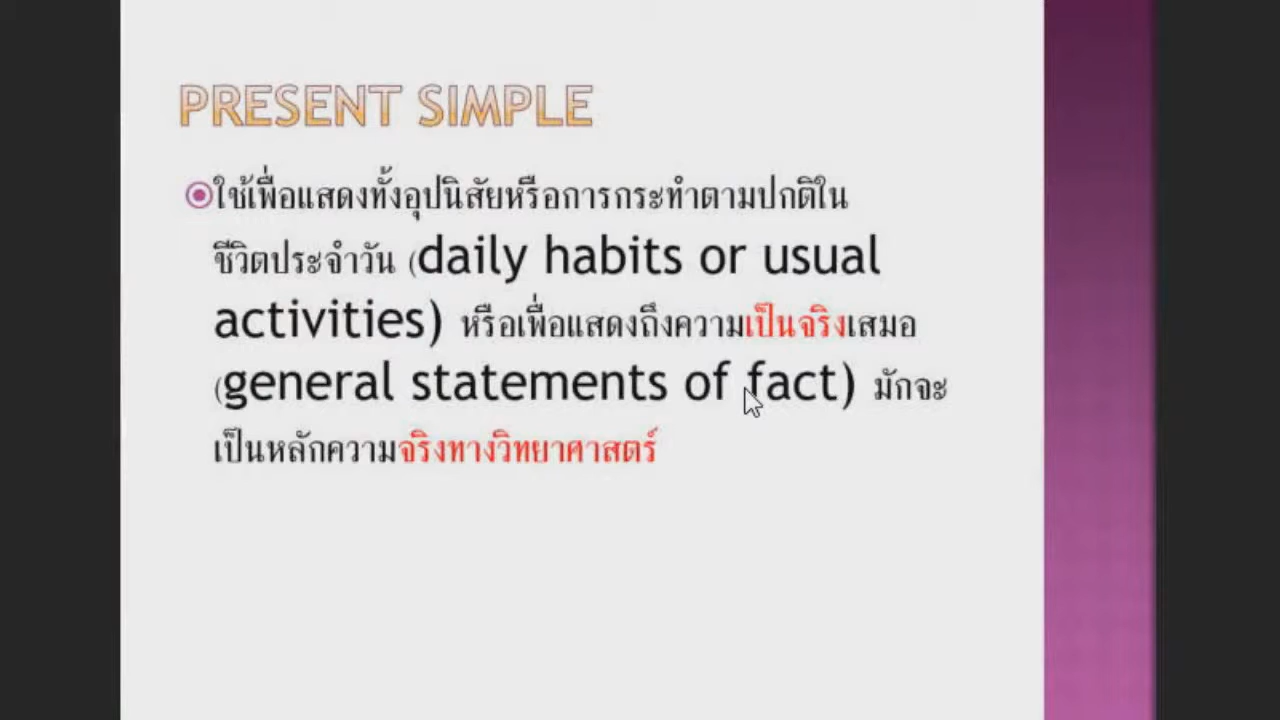 PRESENT SIMPLE
ใช้เพื่อแสดงทั้งอุปนิสัยหรือการกระทำตามปกติใน
ชีวิตประจำวัน (daily habits or usual
activities) หรือเพื่อแสดงถึงความเป็นจริงเสมอ
(general statements of fact) มักจะ
เป็นหลักความจริงทางวิทยาศาสตร์